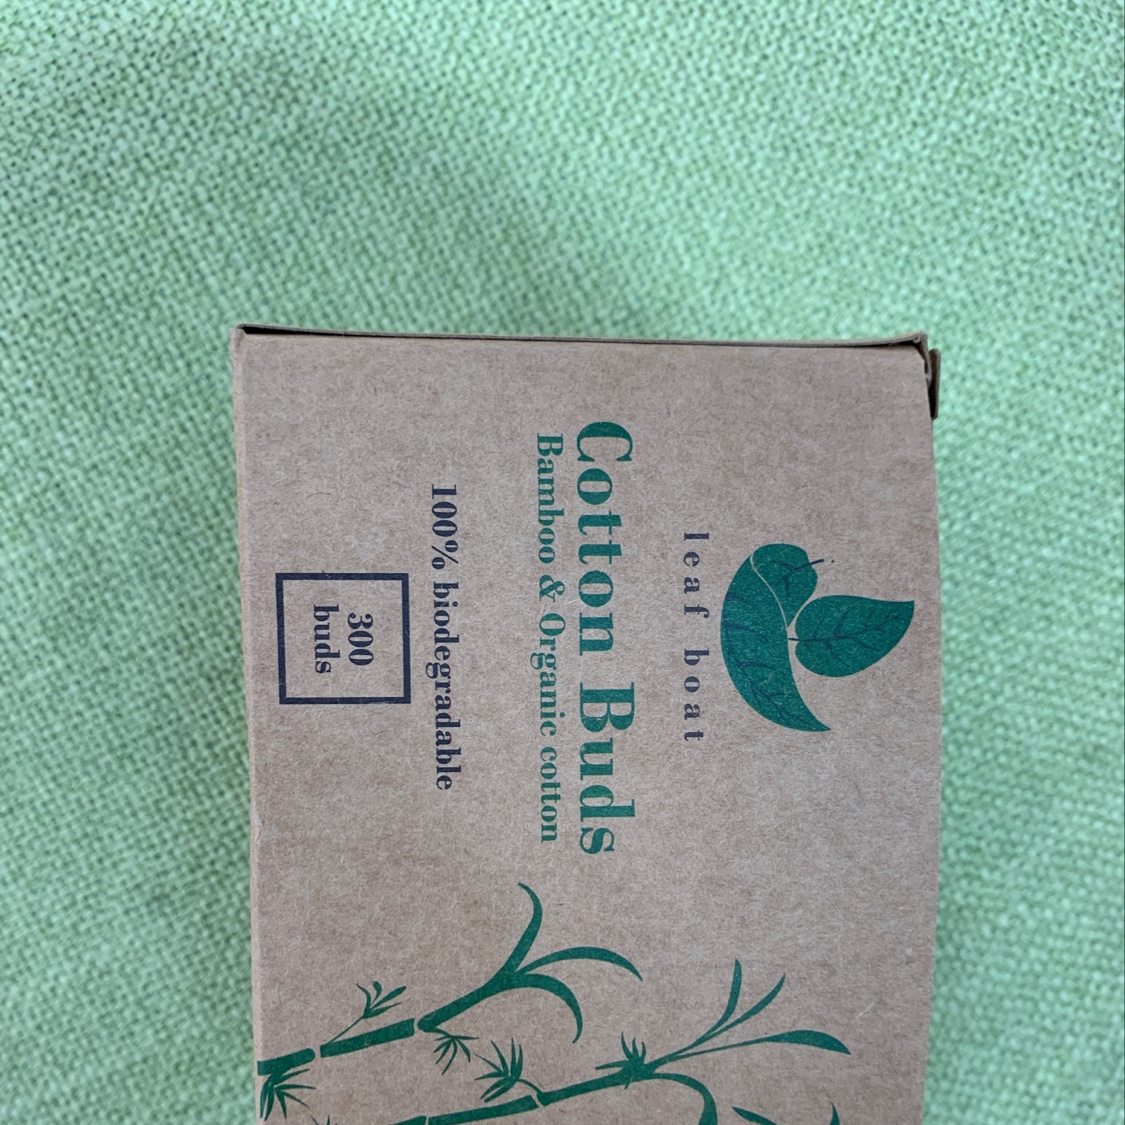 leaf boat
Cotton Buds
Bamboo & Organic cotton
100% biodegradable
300
buds